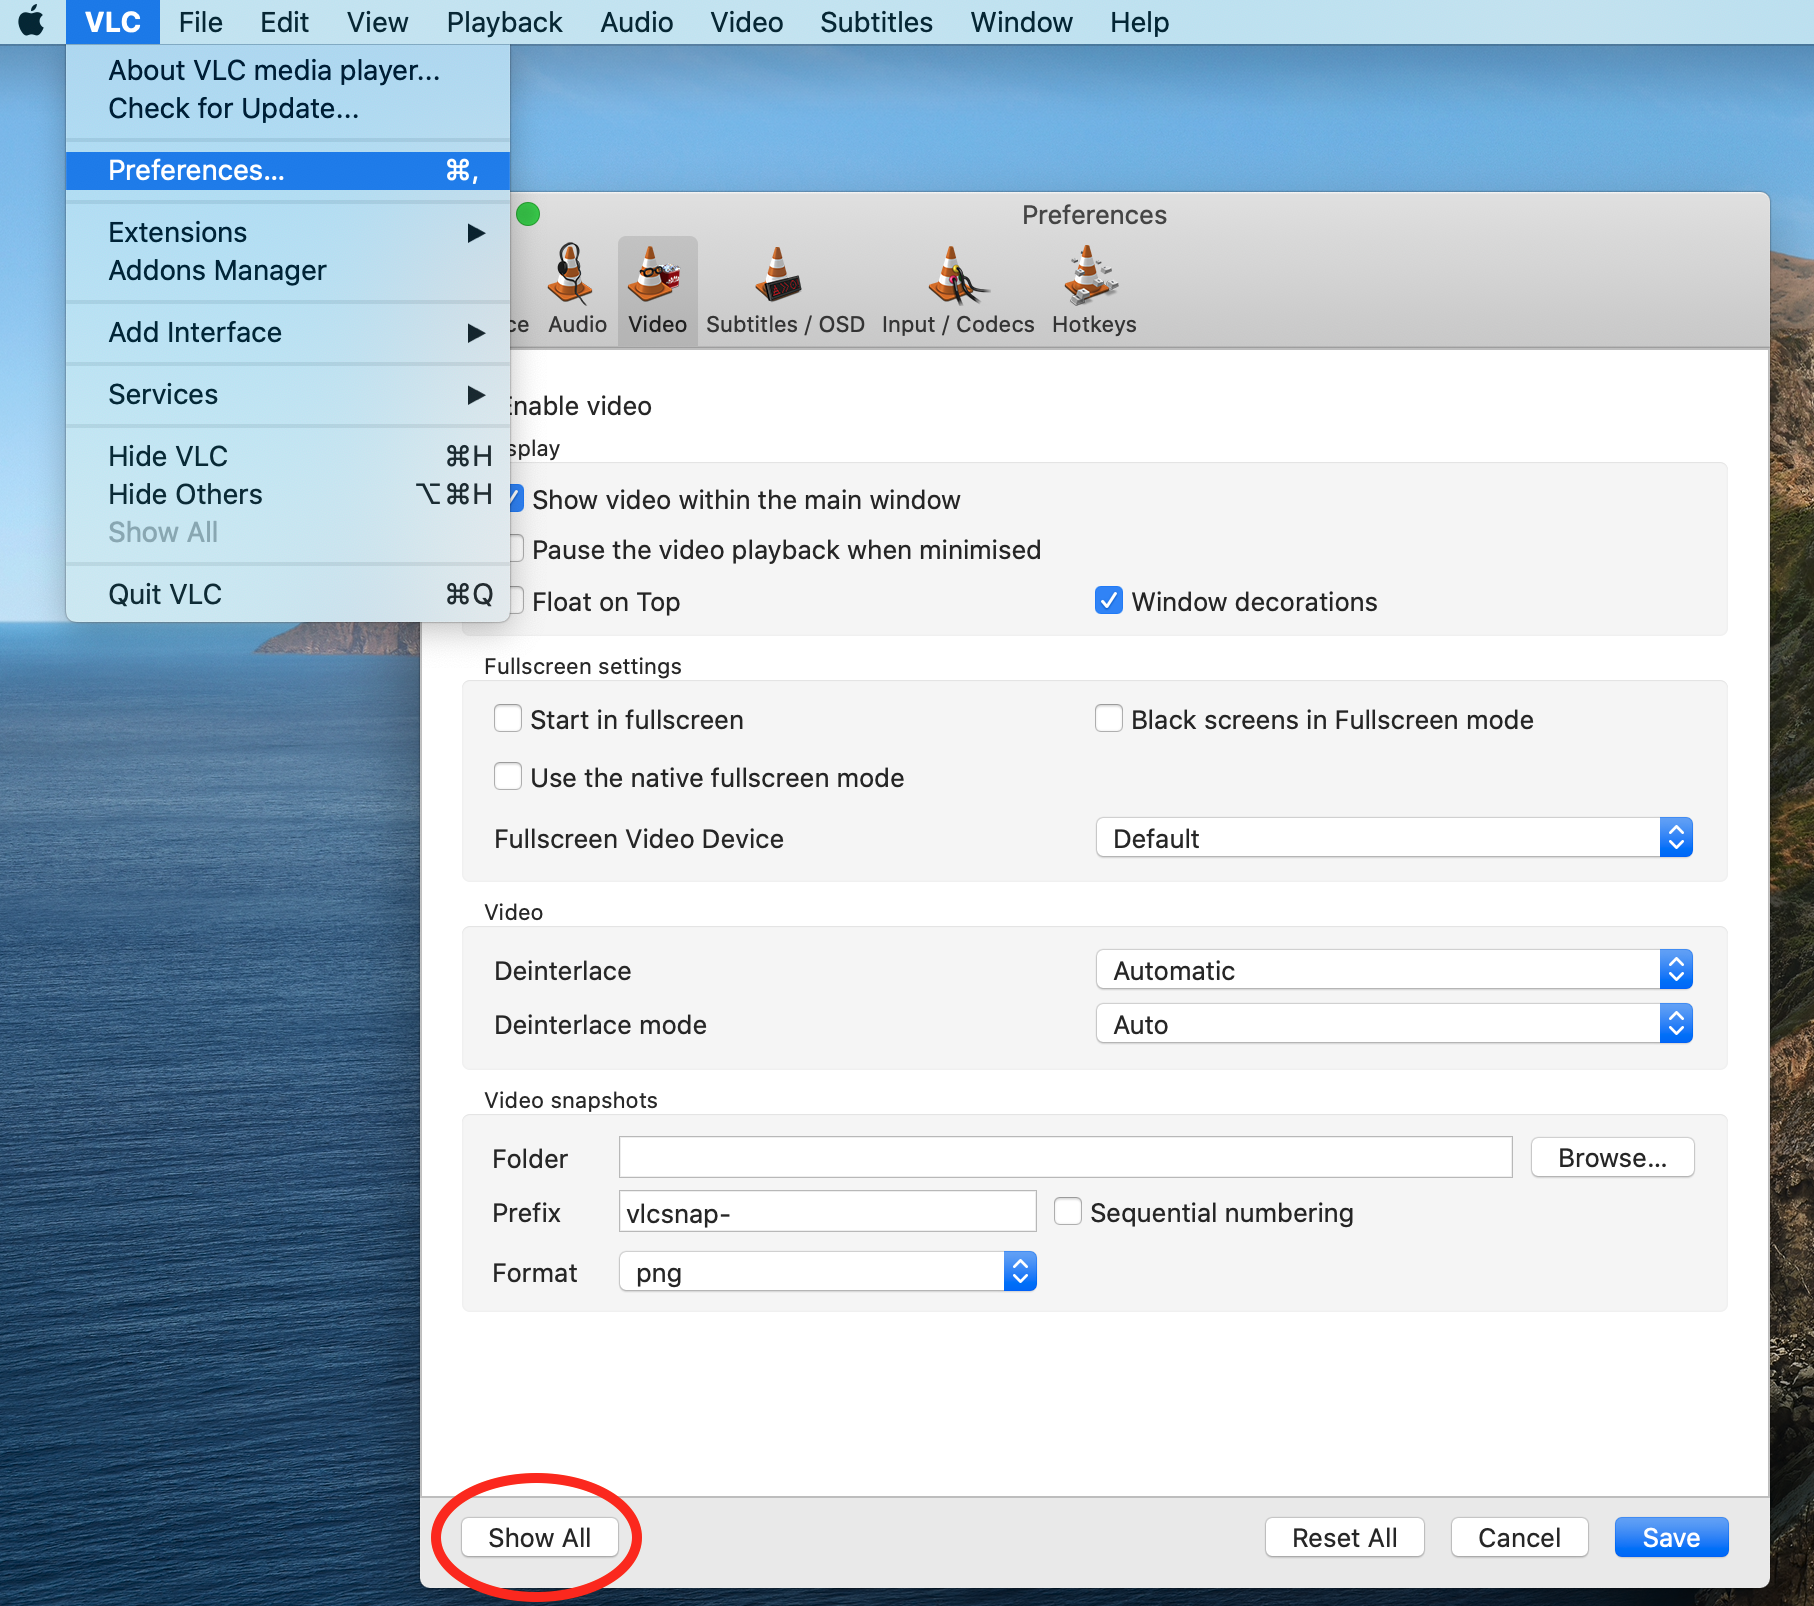 VLC File Edit View Playback Audio Video Subtitles Window Help
About VLC media player...
Check for Update...
Preferences... ⌘,
Extensions ▶
Addons Manager
Add Interface ▶
Services ▶
Hide VLC ⌘H
Hide Others ⌥⌘H
Show All
Quit VLC ⌘Q
Preferences
ce Audio Video Subtitles / OSD Input / Codecs Hotkeys
nable video
splay
Show video within the main window
Pause the video playback when minimised
Float on Top Window decorations
Fullscreen settings
Start in fullscreen Black screens in Fullscreen mode
Use the native fullscreen mode
Fullscreen Video Device Default
Video
Deinterlace Automatic
Deinterlace mode Auto
Video snapshots
Folder Browse...
Prefix vlcsnap- Sequential numbering
Format png
Show All Reset All Cancel Save